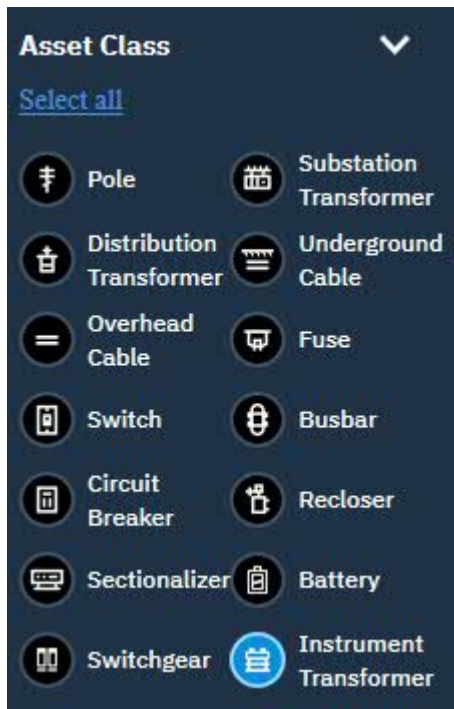 Asset Class
Select all
Pole
Substation
Transformer
Distribution
Transformer
Underground
Cable
Overhead
Cable
Fuse
Switch
Busbar
Circuit
Breaker
Recloser
Sectionalizer
Battery
Switchgear
Instrument
Transformer